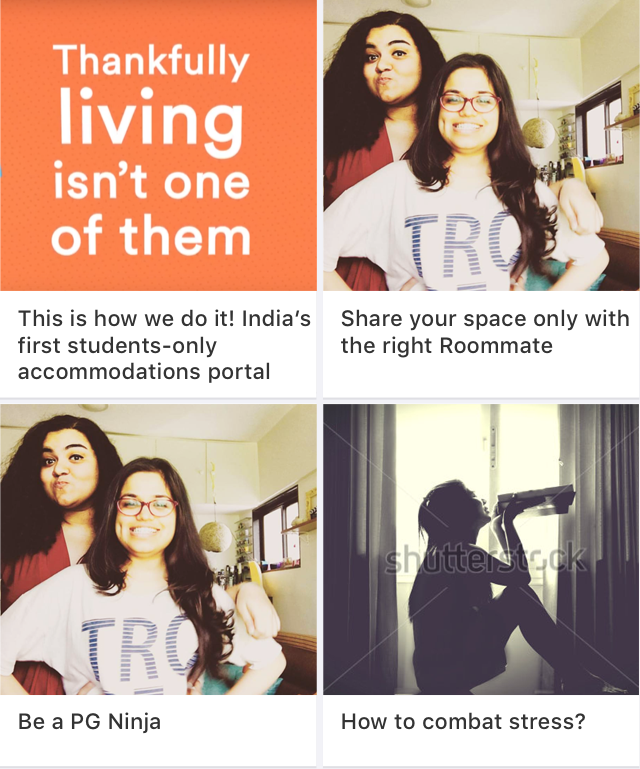 Thankfully
living
isn't one
of them
This is how we do it! India's
first students-only
accommodations portal
TRO
Share your space only with
the right Roommate
TRO
Be a PG Ninja
shutterstock
How to combat stress?